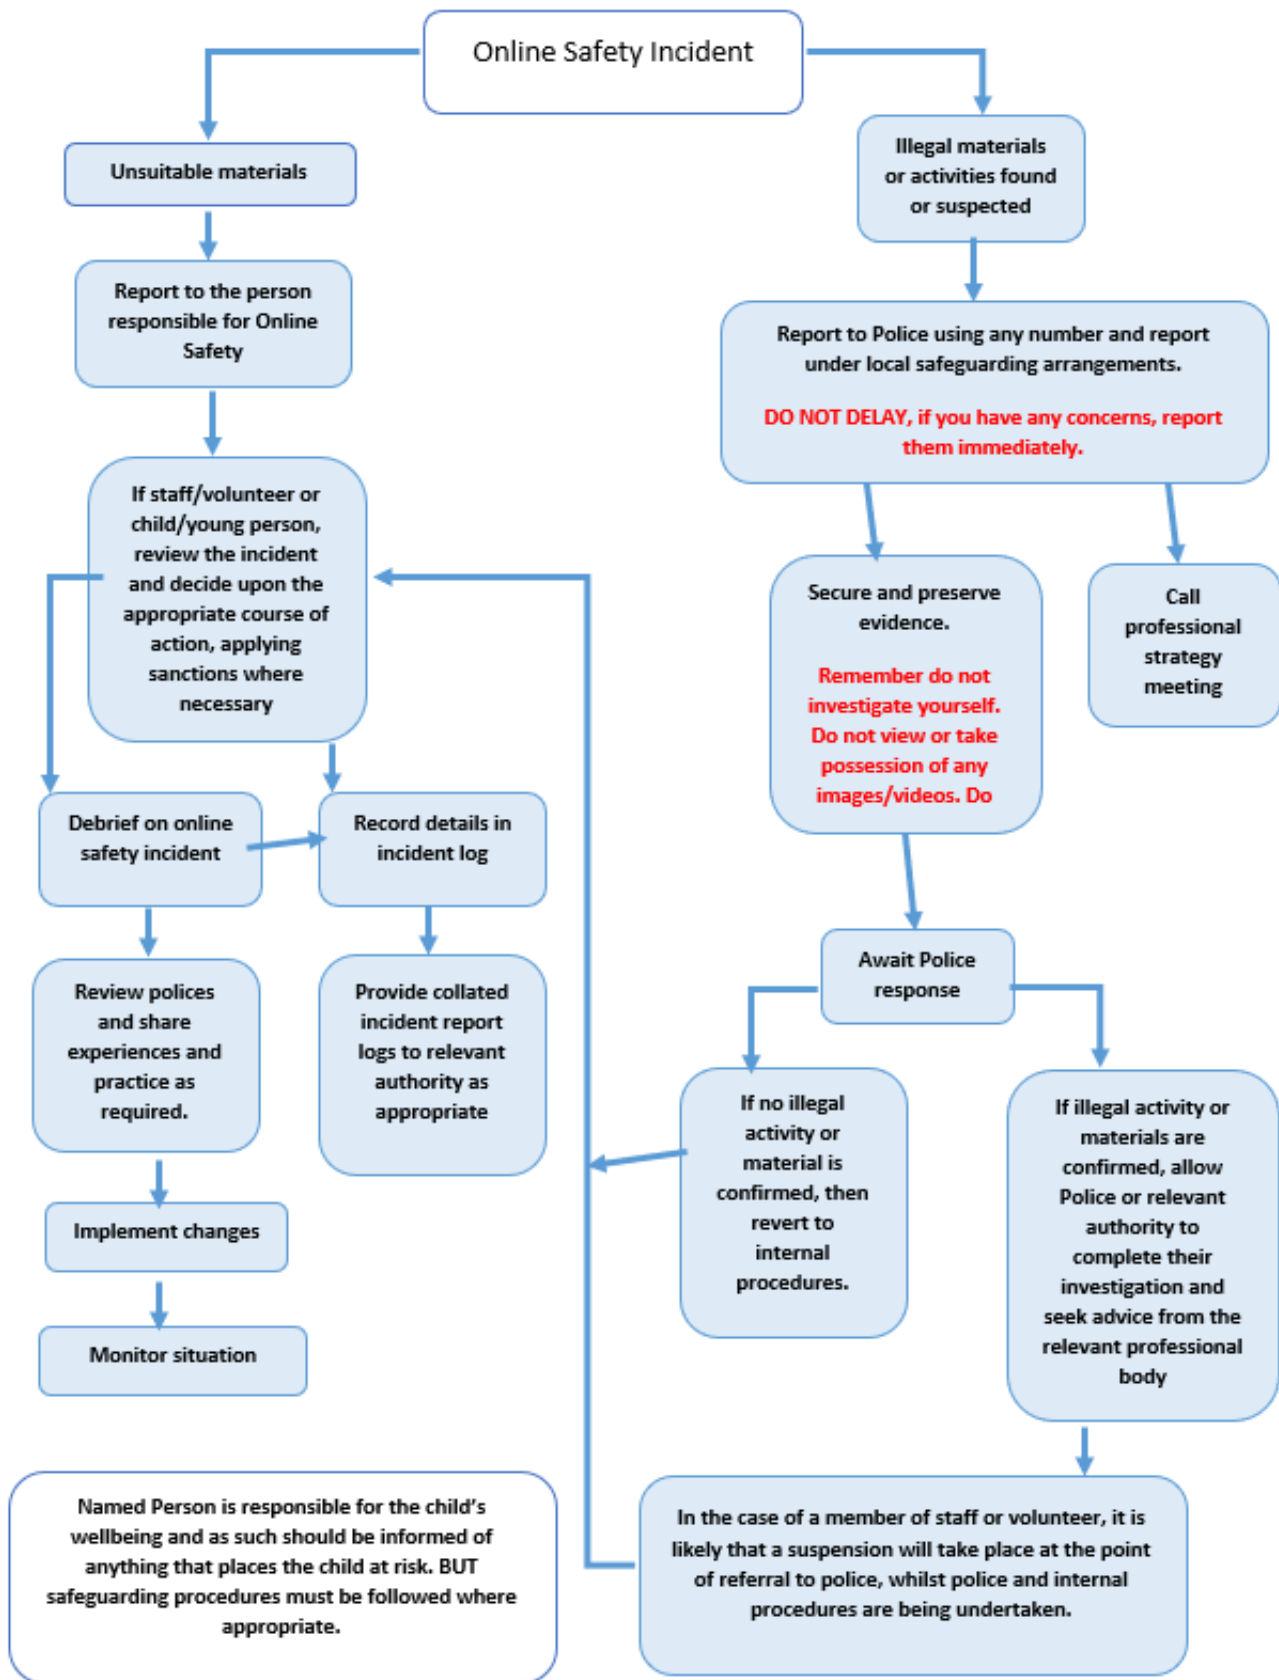 Online Safety Incident
Unsuitable materials
Report to the person
responsible for Online
Safety
If staff/volunteer or
child/young person,
review the incident
and decide upon the
appropriate course of
action, applying
sanctions where
necessary
Debrief on online
safety incident
Record details in
incident log
Review polices
and share
experiences and
practice as
required.
Provide collated
incident report
logs to relevant
authority as
appropriate
Implement changes
Monitor situation
Named Person is responsible for the child’s
wellbeing and as such should be informed of
anything that places the child at risk. BUT
safeguarding procedures must be followed where
appropriate.
Illegal materials
or activities found
or suspected
Report to Police using any number and report
under local safeguarding arrangements.
DO NOT DELAY, if you have any concerns, report
them immediately.
Secure and preserve
evidence.
Remember do not
investigate yourself.
Do not view or take
possession of any
images/videos. Do
Call
professional
strategy
meeting
Await Police
response
If no illegal
activity or
material is
confirmed, then
revert to
internal
procedures.
If illegal activity or
materials are
confirmed, allow
Police or relevant
authority to
complete their
investigation and
seek advice from the
relevant professional
body
In the case of a member of staff or volunteer, it is
likely that a suspension will take place at the point
of referral to police, whilst police and internal
procedures are being undertaken.